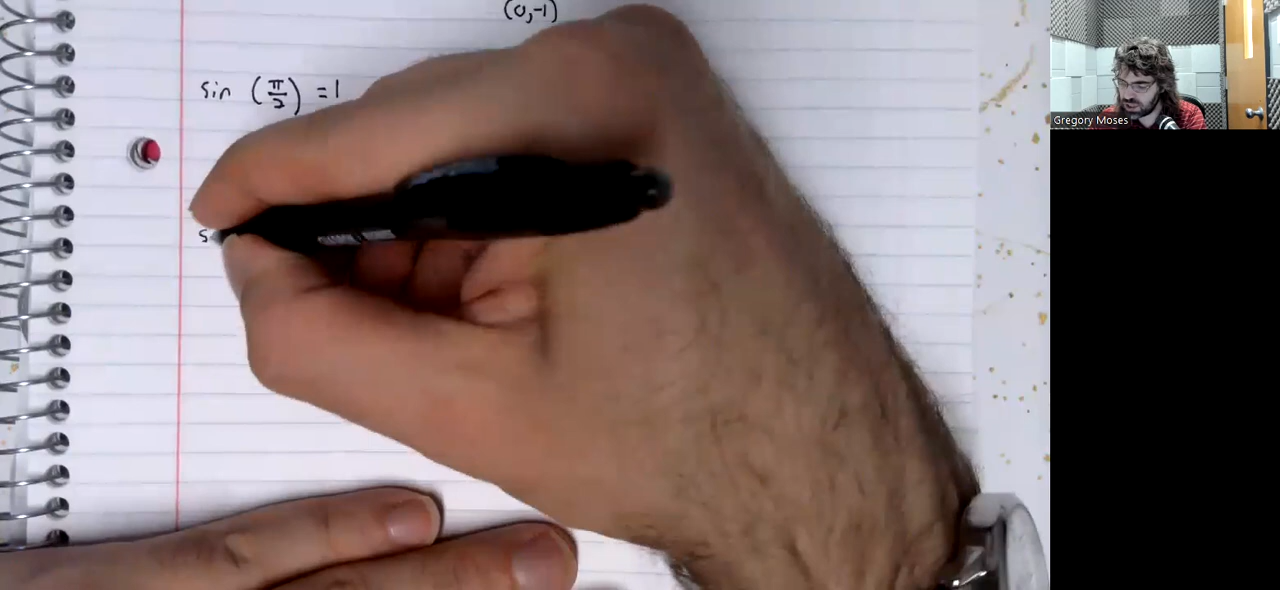 (0,-1)
sin (π/2) = 1
s
Gregory Moses